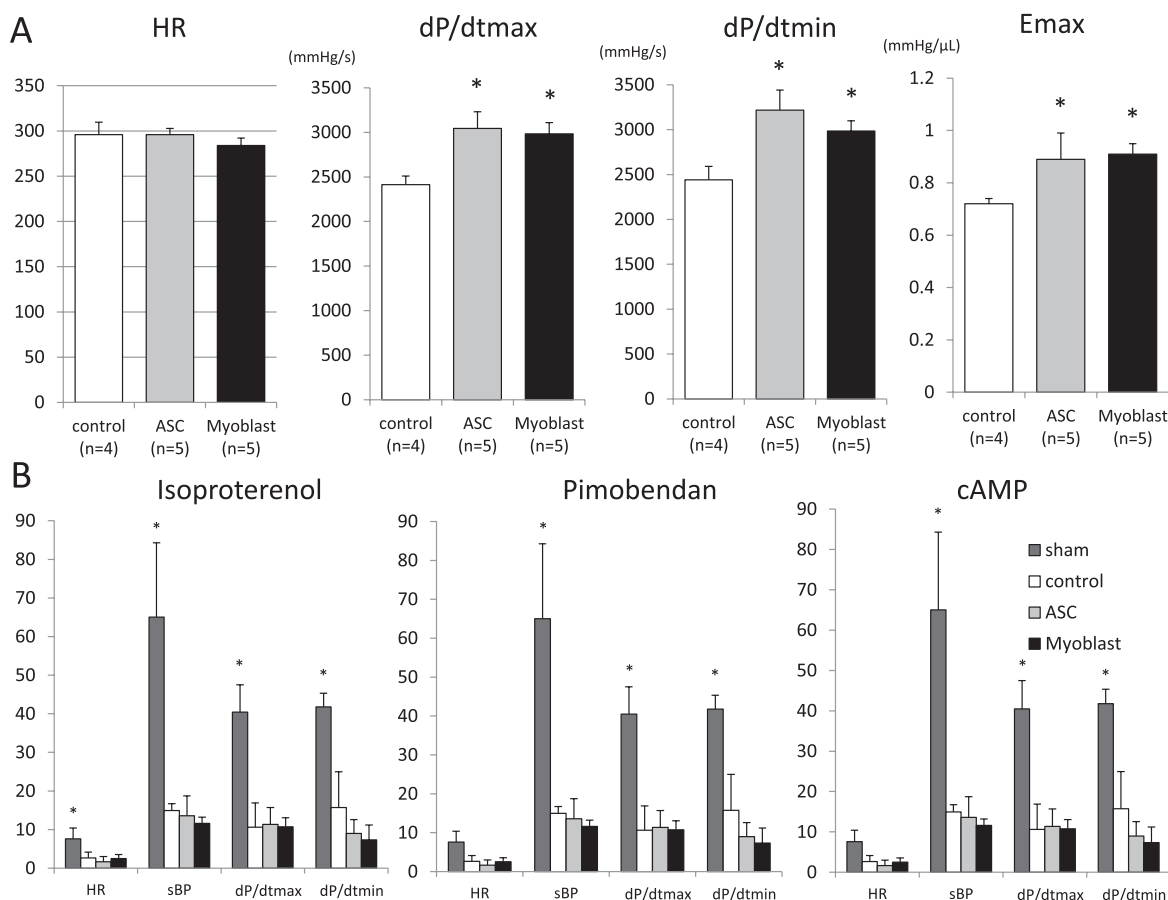 A
HR
dP/dtmax
dP/dtmin
Emax
(mmHg/s)
(mmHg/s)
(mmHg/μL)
350
300
250
200
150
100
50
0
control
(n=4)
ASC
(n=5)
Myoblast
(n=5)
3500
3000
2500
2000
1500
1000
500
0
*
*
control
(n=4)
ASC
(n=5)
Myoblast
(n=5)
3500
3000
2500
2000
1500
1000
500
0
*
*
control
(n=4)
ASC
(n=5)
Myoblast
(n=5)
1.2
1
0.8
0.6
0.4
0.2
0
*
*
control
(n=4)
ASC
(n=5)
Myoblast
(n=5)
B
Isoproterenol
90
80
70
60
50
40
30
20
10
0
*
*
*
*
HR
sBP
dP/dtmax
dP/dtmin
Pimobendan
90
80
70
60
50
40
30
20
10
0
*
*
*
HR
sBP
dP/dtmax
dP/dtmin
cAMP
90
80
70
60
50
40
30
20
10
0
*
*
*
sham
control
ASC
Myoblast
HR
sBP
dP/dtmax
dP/dtmin